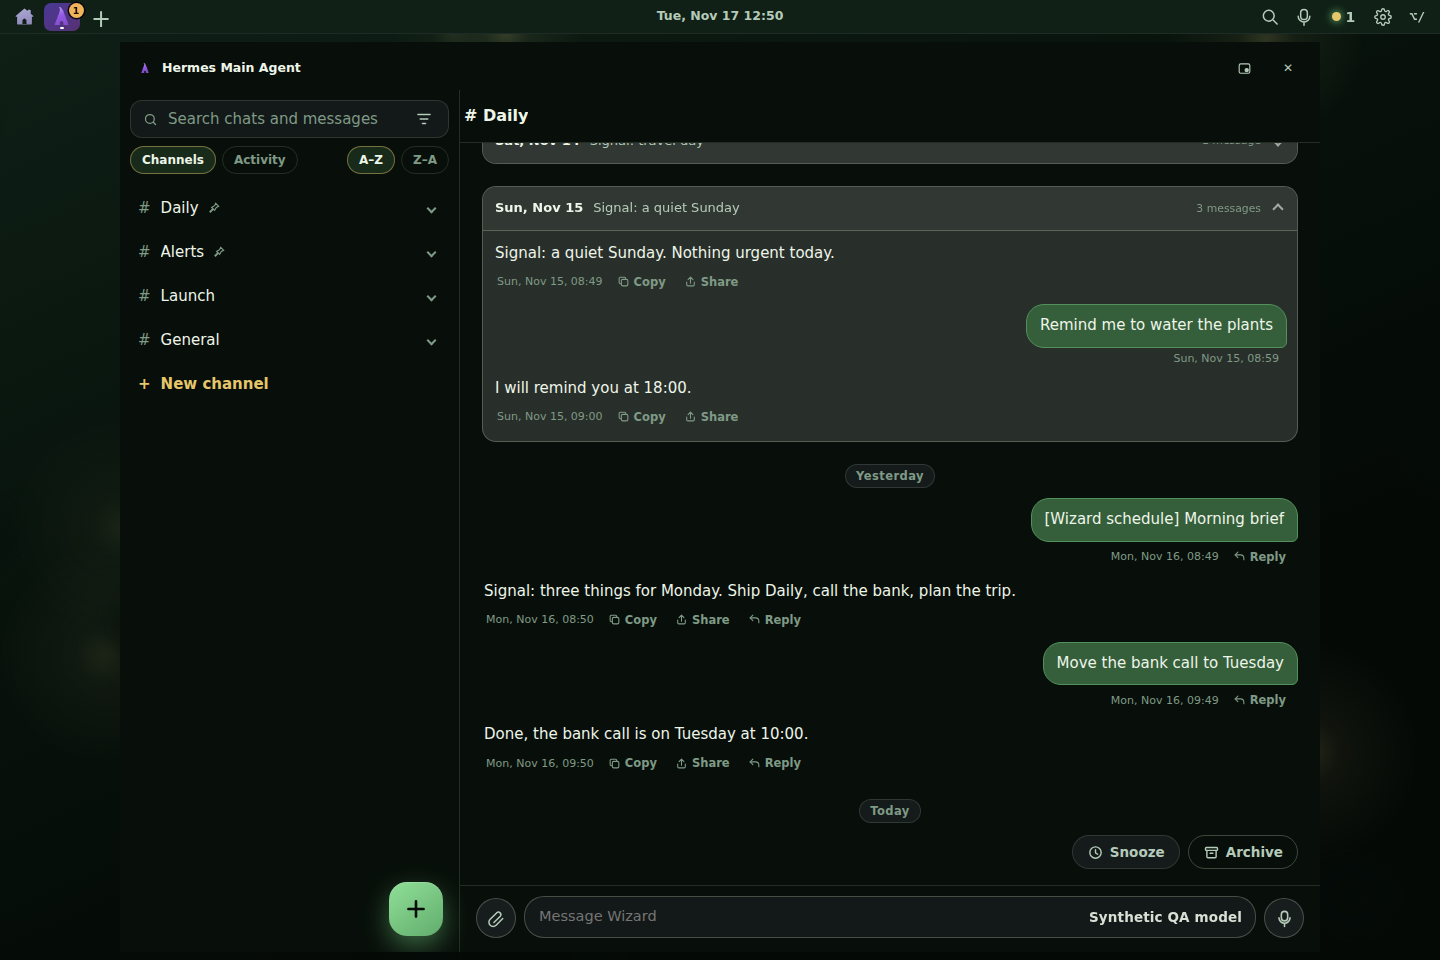 1
Tue, Nov 17 12:50
1
⌥/
Hermes Main Agent
Search chats and messages
Channels Activity A–Z Z–A
# Daily
# Alerts
# Launch
# General
+ New channel
# Daily
Sat, Nov 14 Signal: travel day
Sun, Nov 15 Signal: a quiet Sunday 3 messages
Signal: a quiet Sunday. Nothing urgent today.
Sun, Nov 15, 08:49 Copy Share
Remind me to water the plants
Sun, Nov 15, 08:59
I will remind you at 18:00.
Sun, Nov 15, 09:00 Copy Share
Yesterday
[Wizard schedule] Morning brief
Mon, Nov 16, 08:49 Reply
Signal: three things for Monday. Ship Daily, call the bank, plan the trip.
Mon, Nov 16, 08:50 Copy Share Reply
Move the bank call to Tuesday
Mon, Nov 16, 09:49 Reply
Done, the bank call is on Tuesday at 10:00.
Mon, Nov 16, 09:50 Copy Share Reply
Today
Snooze Archive
Message Wizard Synthetic QA model